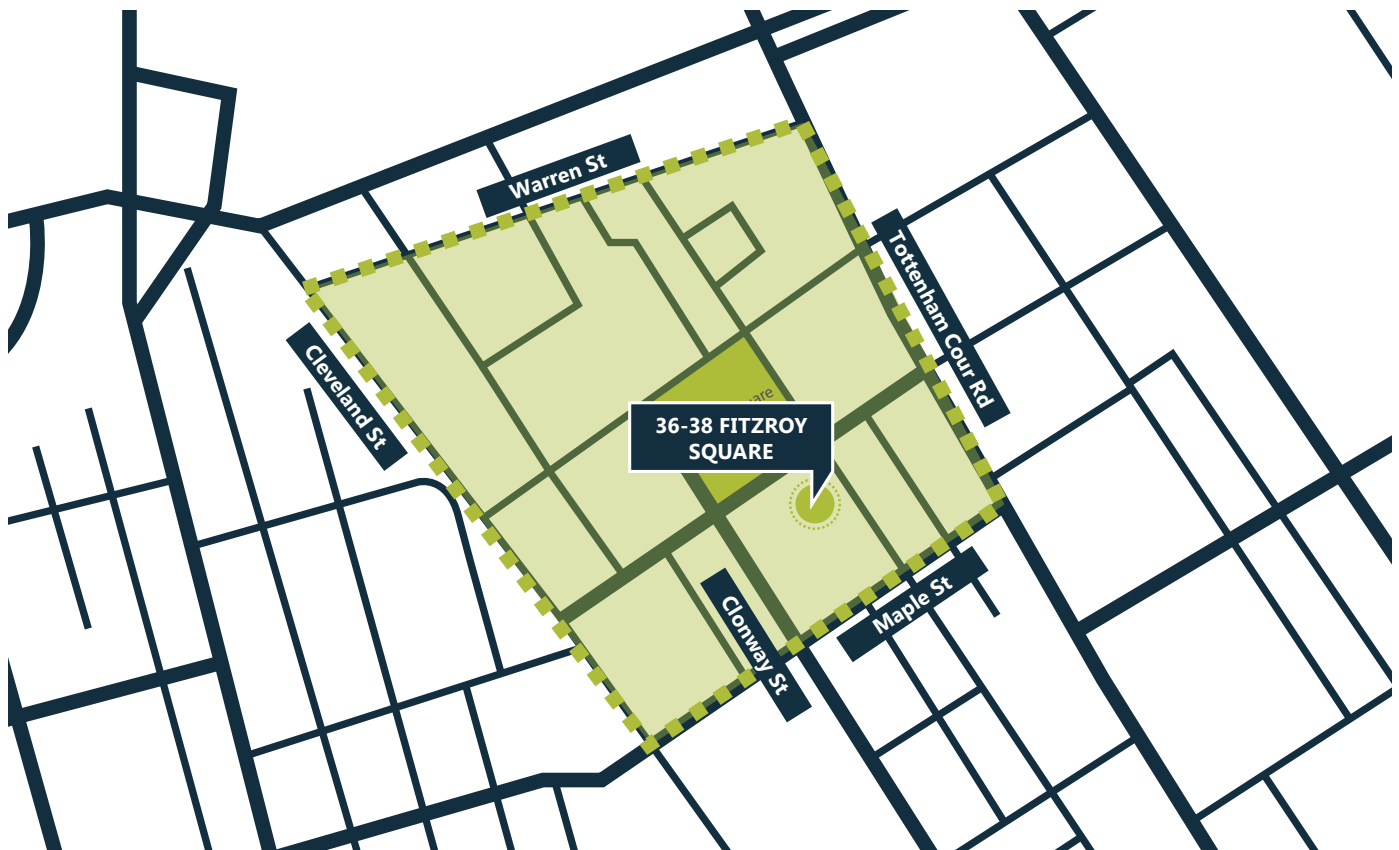 Warren St
Tottenham Cour Rd
Cleveland St
36-38 FITZROY
SQUARE
Clonway St
Maple St